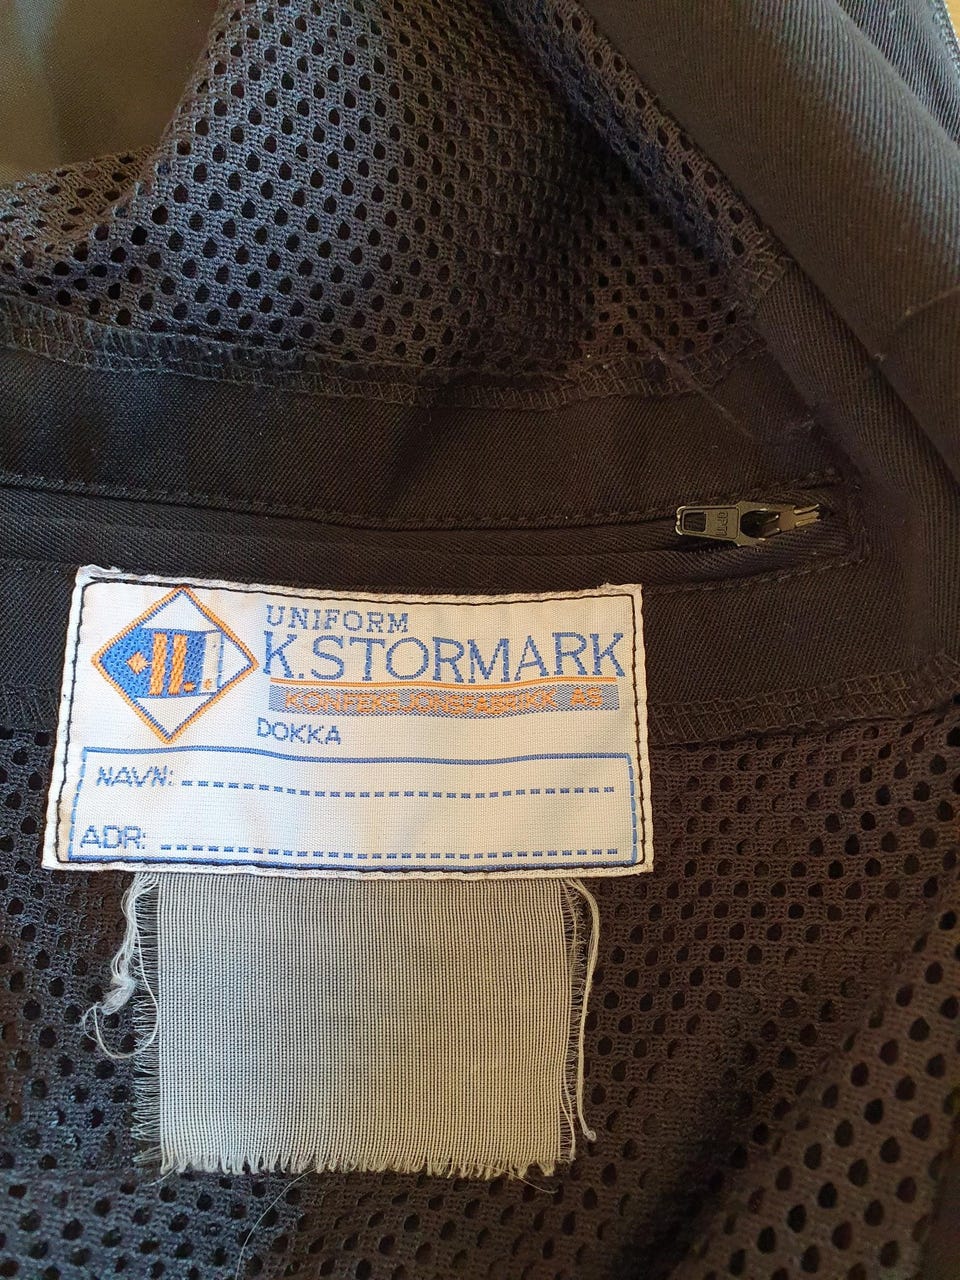 UNIFORM
K.STORMARK
KONFEKSJONSFABRIKK AS
DOKKA
NAVN:
ADR: